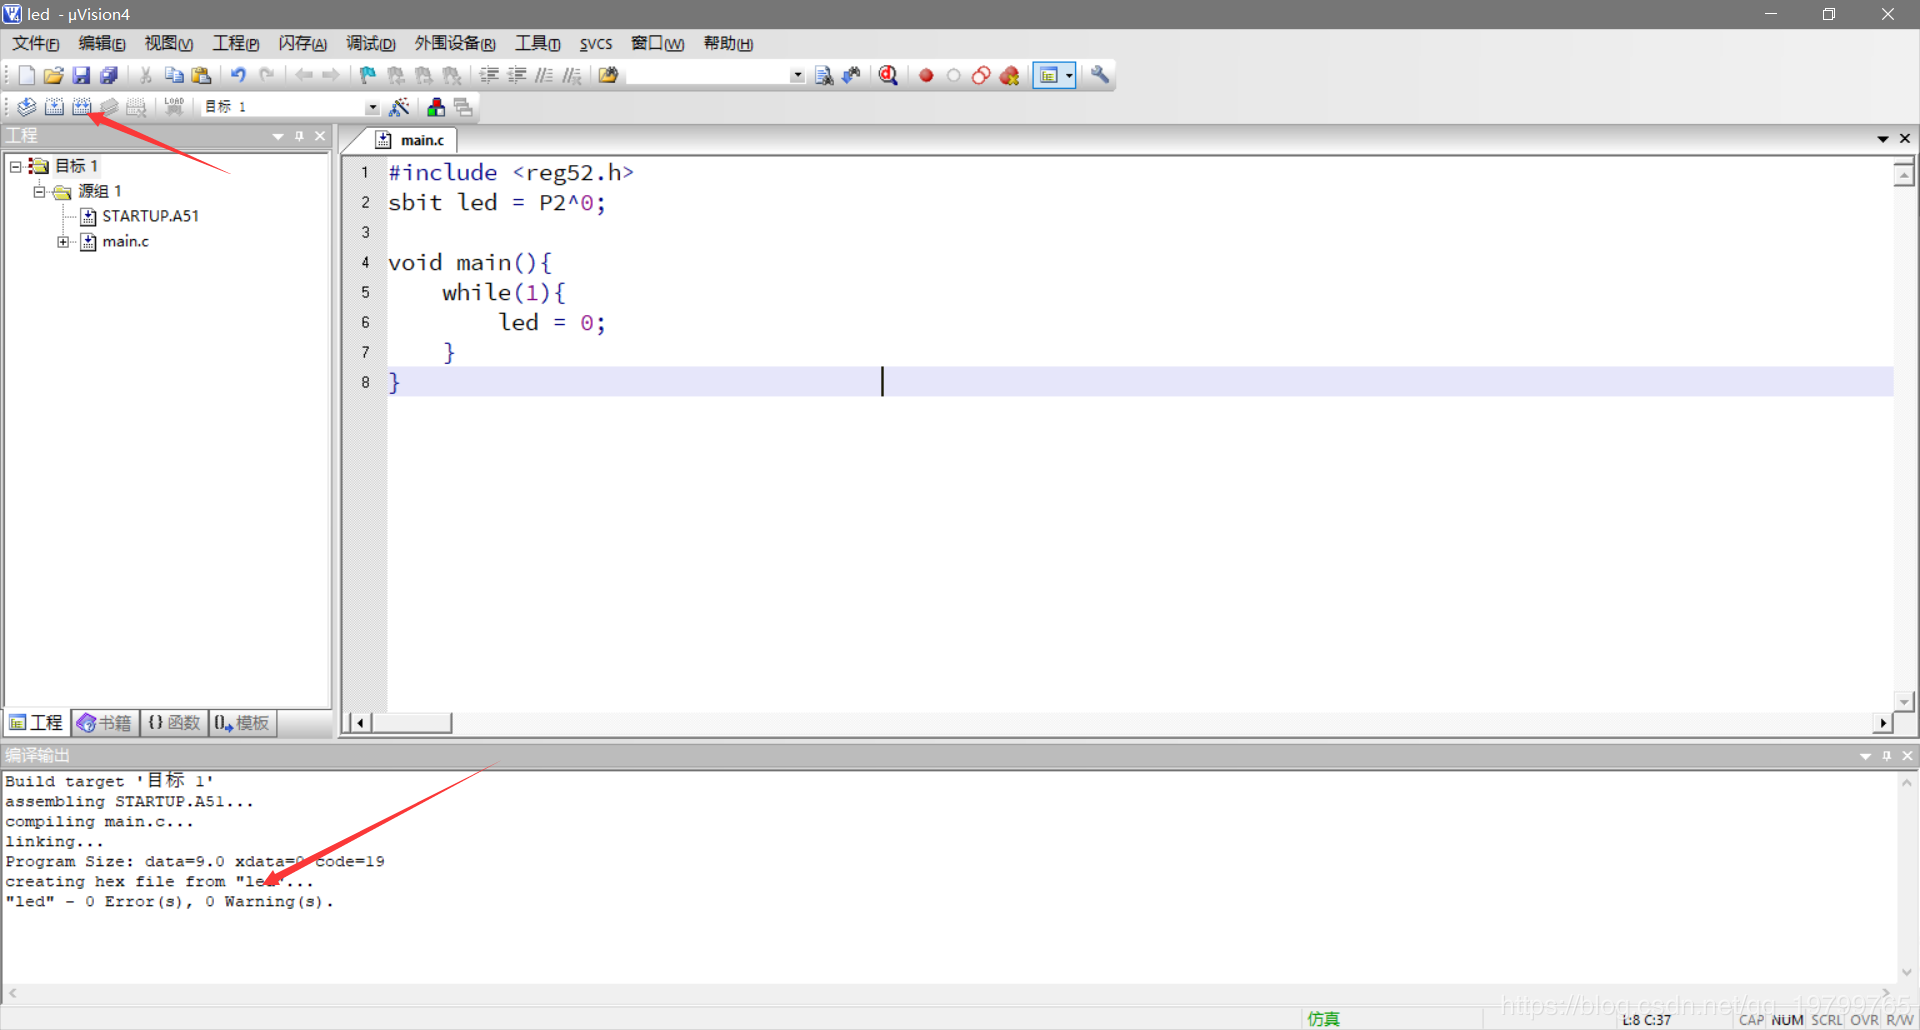 led - µVision4
文件(F) 编辑(E) 视图(V) 工程(P) 闪存(A) 调试(D) 外围设备(R) 工具(T) SVCS 窗口(W) 帮助(H)
LOAD 目标 1
工程
main.c
目标 1
源组 1
STARTUP.A51
main.c
1 #include <reg52.h>
2 sbit led = P2^0;
3
4 void main(){
5 while(1){
6 led = 0;
7 }
8 }
工程 书籍 {} 函数 0→ 模板
编译输出
Build target '目标 1'
assembling STARTUP.A51...
compiling main.c...
linking...
Program Size: data=9.0 xdata=0 code=19
creating hex file from "led"...
"led" - 0 Error(s), 0 Warning(s).
https://blog.csdn.net/qq_19799765
仿真 L:8 C:37 CAP NUM SCRL OVR R/W